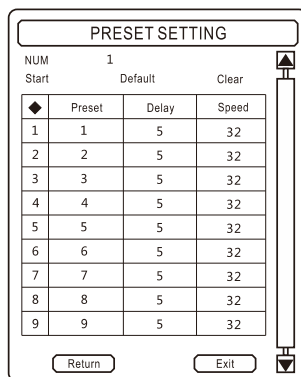 PRESET SETTING
NUM 1
Start Default Clear
◆ Preset Delay Speed
1 1 5 32
2 2 5 32
3 3 5 32
4 4 5 32
5 5 5 32
6 6 5 32
7 7 5 32
8 8 5 32
9 9 5 32
Return Exit